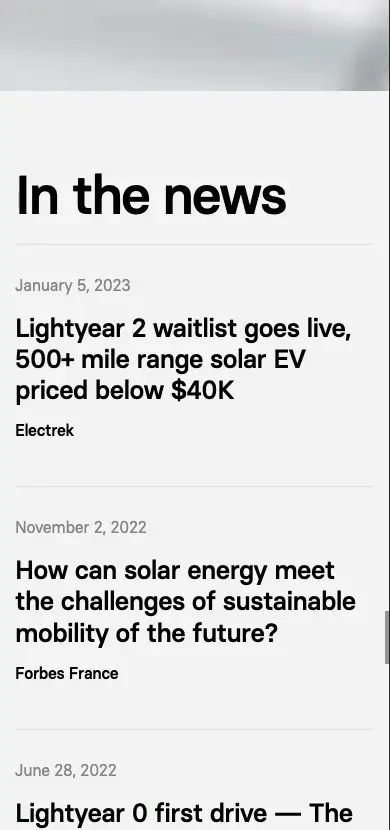 In the news
January 5, 2023
Lightyear 2 waitlist goes live,
500+ mile range solar EV
priced below $40K
Electrek
November 2, 2022
How can solar energy meet
the challenges of sustainable
mobility of the future?
Forbes France
June 28, 2022
Lightyear 0 first drive — The